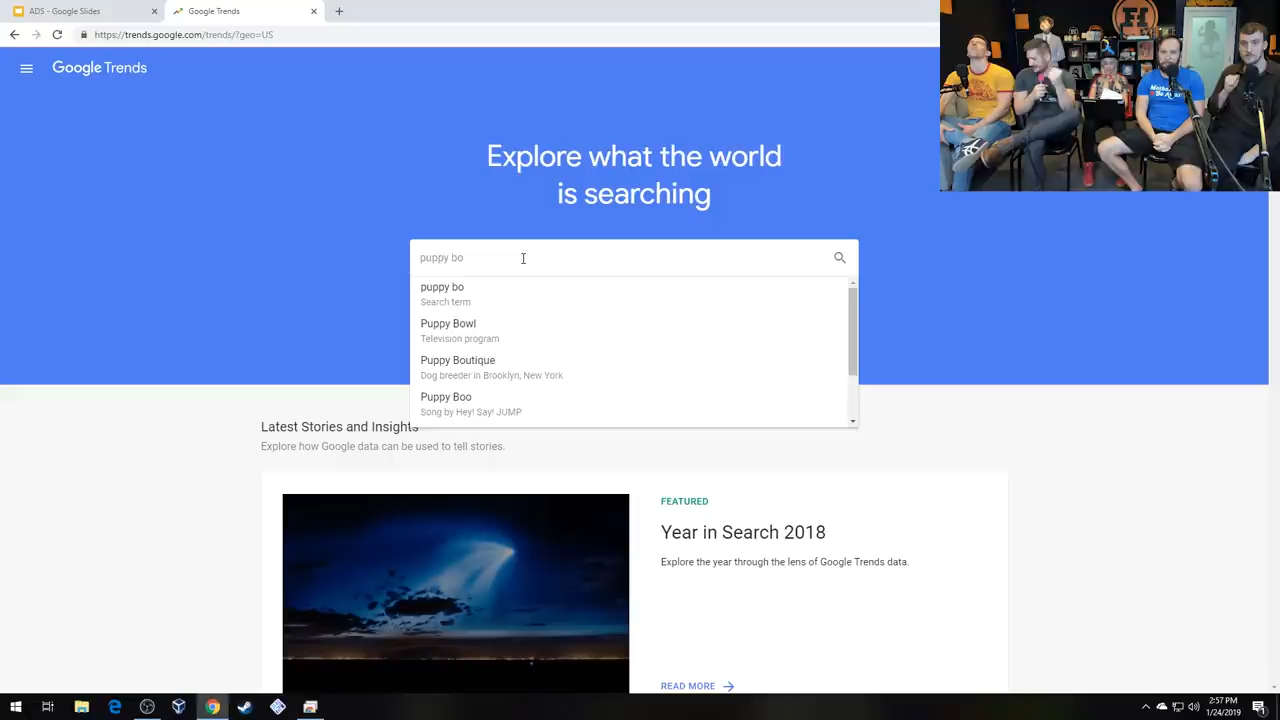 ADS - Google Slides
Google Trends
https://trends.google.com/trends/?geo=US
Google Trends
Explore what the world
is searching
puppy bo
puppy bo
Search term
Puppy Bowl
Television program
Puppy Boutique
Dog breeder in Brooklyn, New York
Puppy Boo
Song by Hey! Say! JUMP
Latest Stories and Insights
Explore how Google data can be used to tell stories.
FEATURED
Year in Search 2018
Explore the year through the lens of Google Trends data.
READ MORE
2:57 PM
1/24/2019